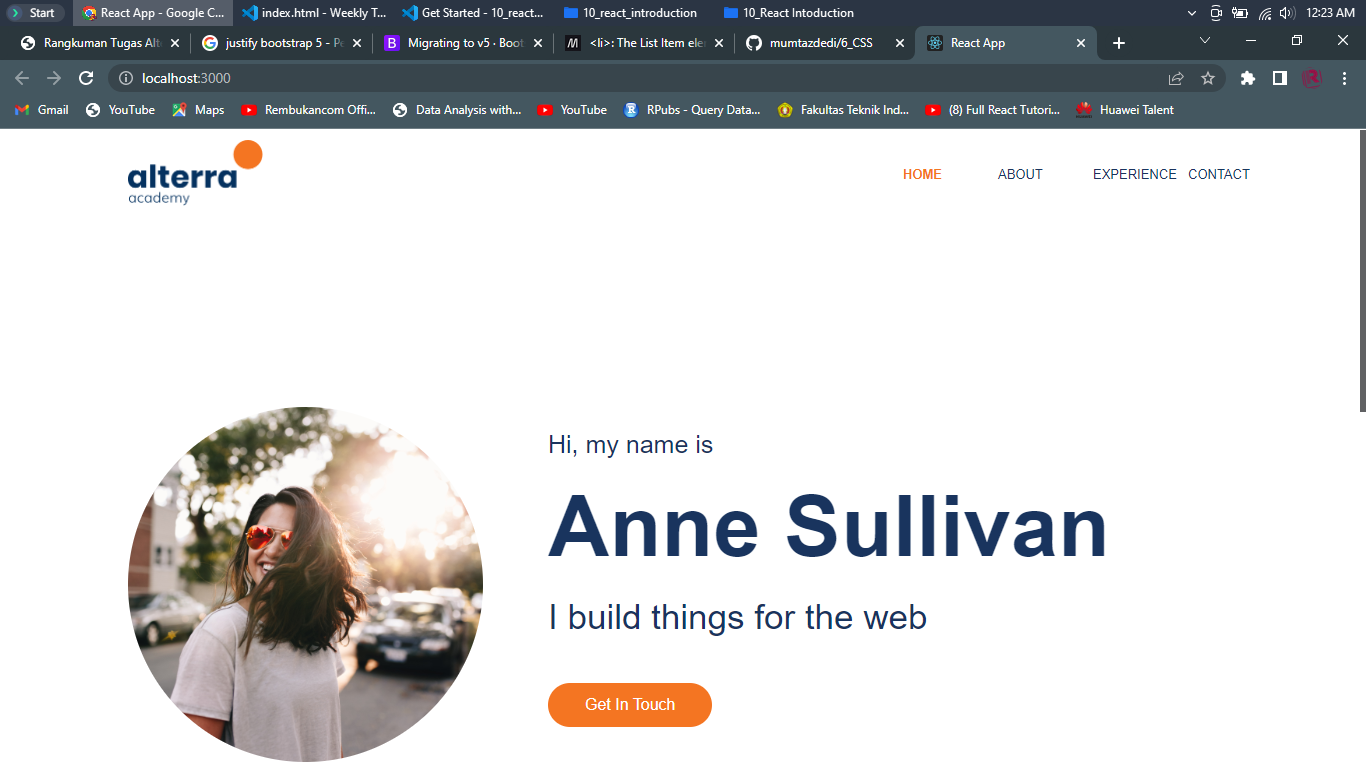 Start React App - Google C... index.html - Weekly T... Get Started - 10_react... 10_react_introduction 10_React Intoduction 12:23 AM
Rangkuman Tugas Alt justify bootstrap 5 - Pe Migrating to v5 · Boot <li>: The List Item ele mumtazdedi/6_CSS React App
localhost:3000
Gmail YouTube Maps Rembukancom Offi... Data Analysis with... YouTube RPubs - Query Data... Fakultas Teknik Ind... (8) Full React Tutori... Huawei Talent
alterra
academy
HOME ABOUT EXPERIENCE CONTACT
Hi, my name is
Anne Sullivan
I build things for the web
Get In Touch